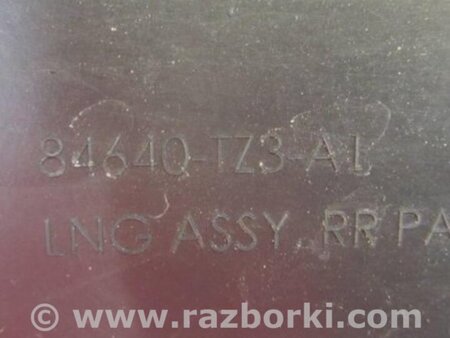 84640-TZ3-A1
LNG ASSY, RR PA
© www.razborki.com